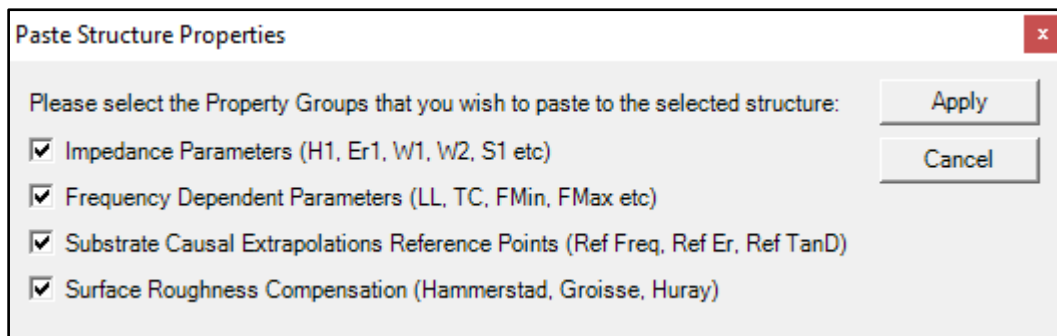 Paste Structure Properties
x
Please select the Property Groups that you wish to paste to the selected structure:
Apply
Impedance Parameters (H1, Er1, W1, W2, S1 etc)
Cancel
Frequency Dependent Parameters (LL, TC, FMin, FMax etc)
Substrate Causal Extrapolations Reference Points (Ref Freq, Ref Er, Ref TanD)
Surface Roughness Compensation (Hammerstad, Groisse, Huray)